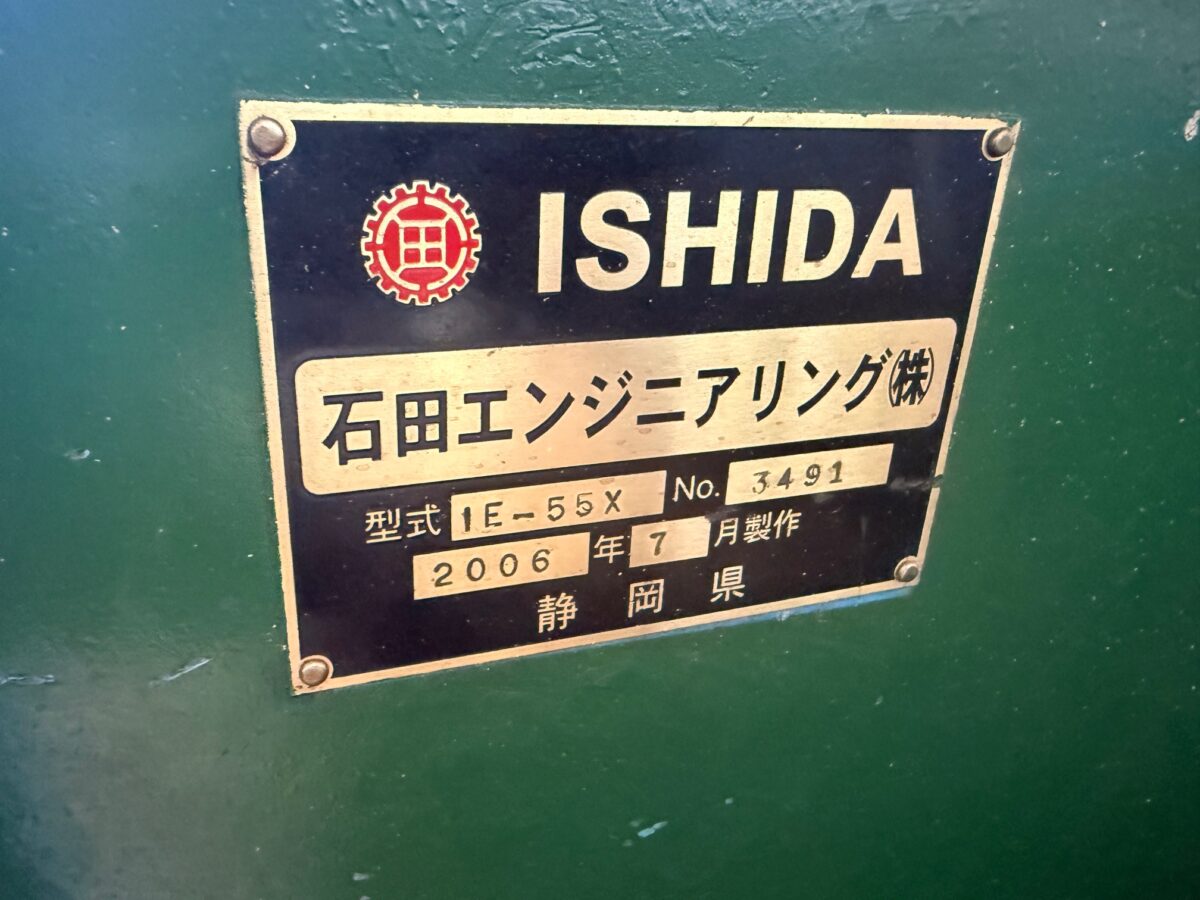 田
ISHIDA
石田エンジニアリング㈱
型式 IE-55X No. 3491
2006 年 7 月製作
静岡県